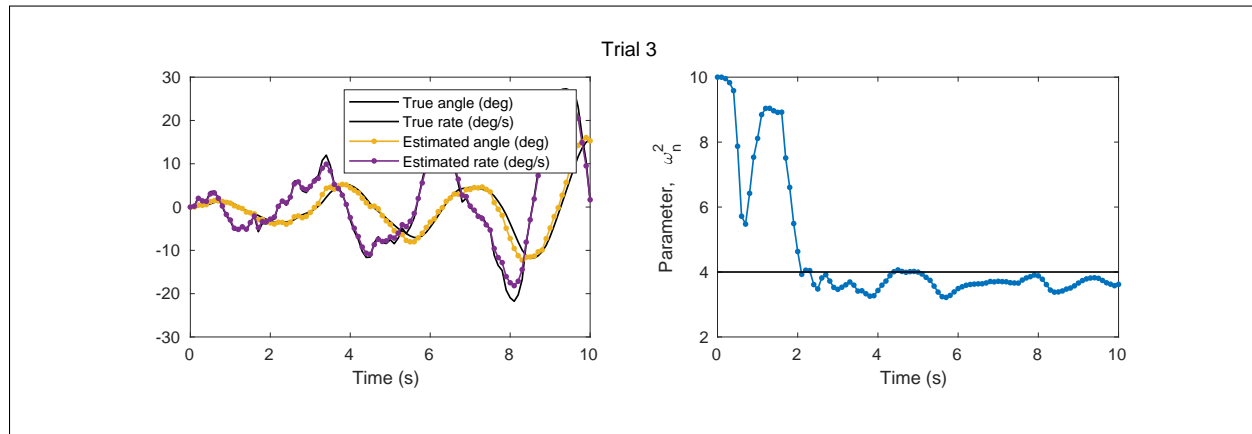 Trial 3
30
20
10
0
-10
-20
-30
0 2 4 6 8 10
Time (s)
True angle (deg)
True rate (deg/s)
Estimated angle (deg)
Estimated rate (deg/s)
10
8
6
4
2
Parameter, ω_n^2
0 2 4 6 8 10
Time (s)